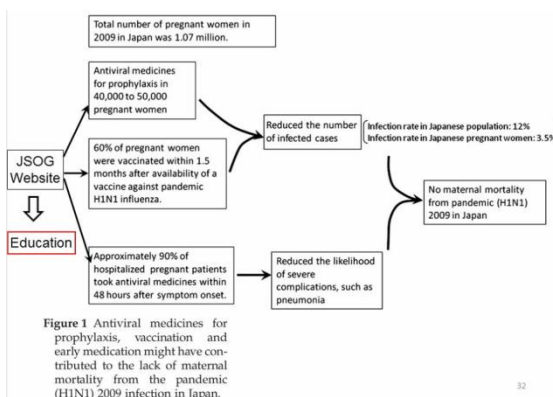 Total number of pregnant women in
2009 in Japan was 1.07 million.
Antiviral medicines
for prophylaxis in
40,000 to 50,000
pregnant women
60% of pregnant women
were vaccinated within 1.5
months after availability of a
vaccine against pandemic
H1N1 influenza.
JSOG
Website
Education
Approximately 90% of
hospitalized pregnant patients
took antiviral medicines within
48 hours after symptom onset.
Reduced the number
of infected cases
Infection rate in Japanese population: 12%
Infection rate in Japanese pregnant women: 3.5%
Reduced the likelihood
of severe
complications, such as
pneumonia
No maternal mortality
from pandemic (H1N1)
2009 in Japan
Figure 1 Antiviral medicines for
prophylaxis, vaccination and
early medication might have con-
tributed to the lack of maternal
mortality from the pandemic
(H1N1) 2009 infection in Japan.
32